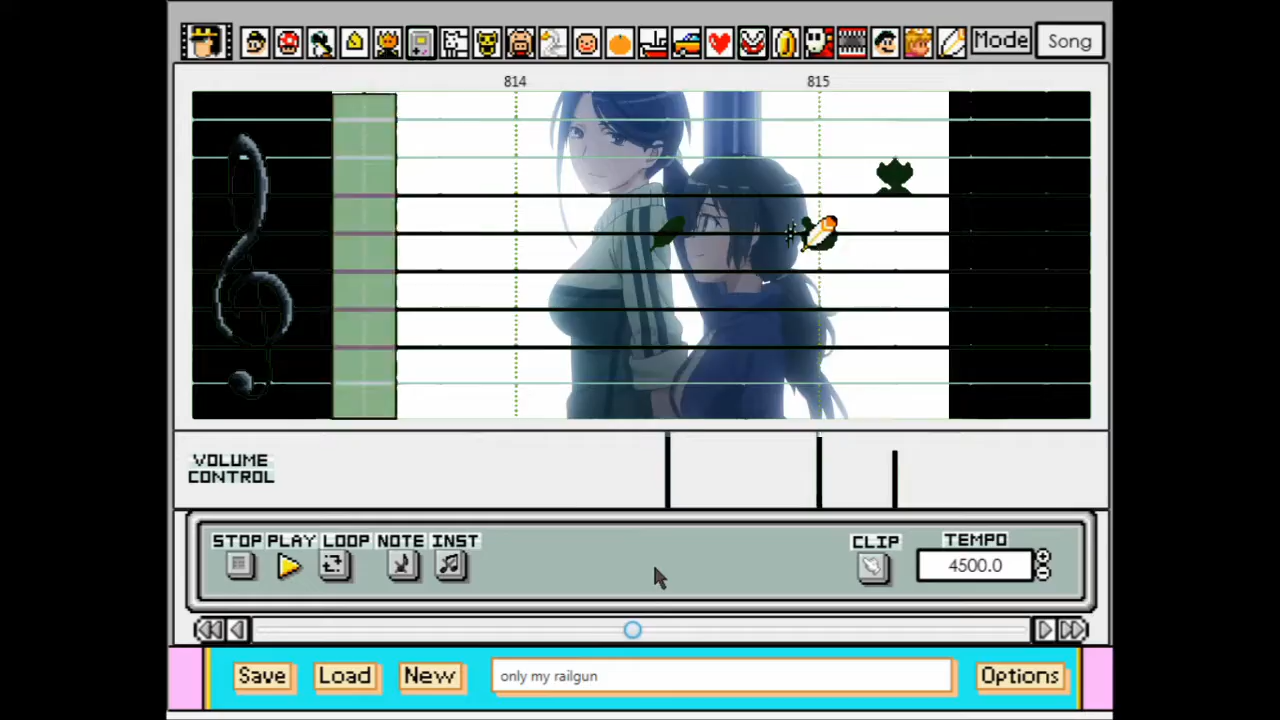 Mode Song
814 815
VOLUME
CONTROL
STOP PLAY LOOP NOTE INST CLIP TEMPO
4500.0
Save Load New only my railgun Options